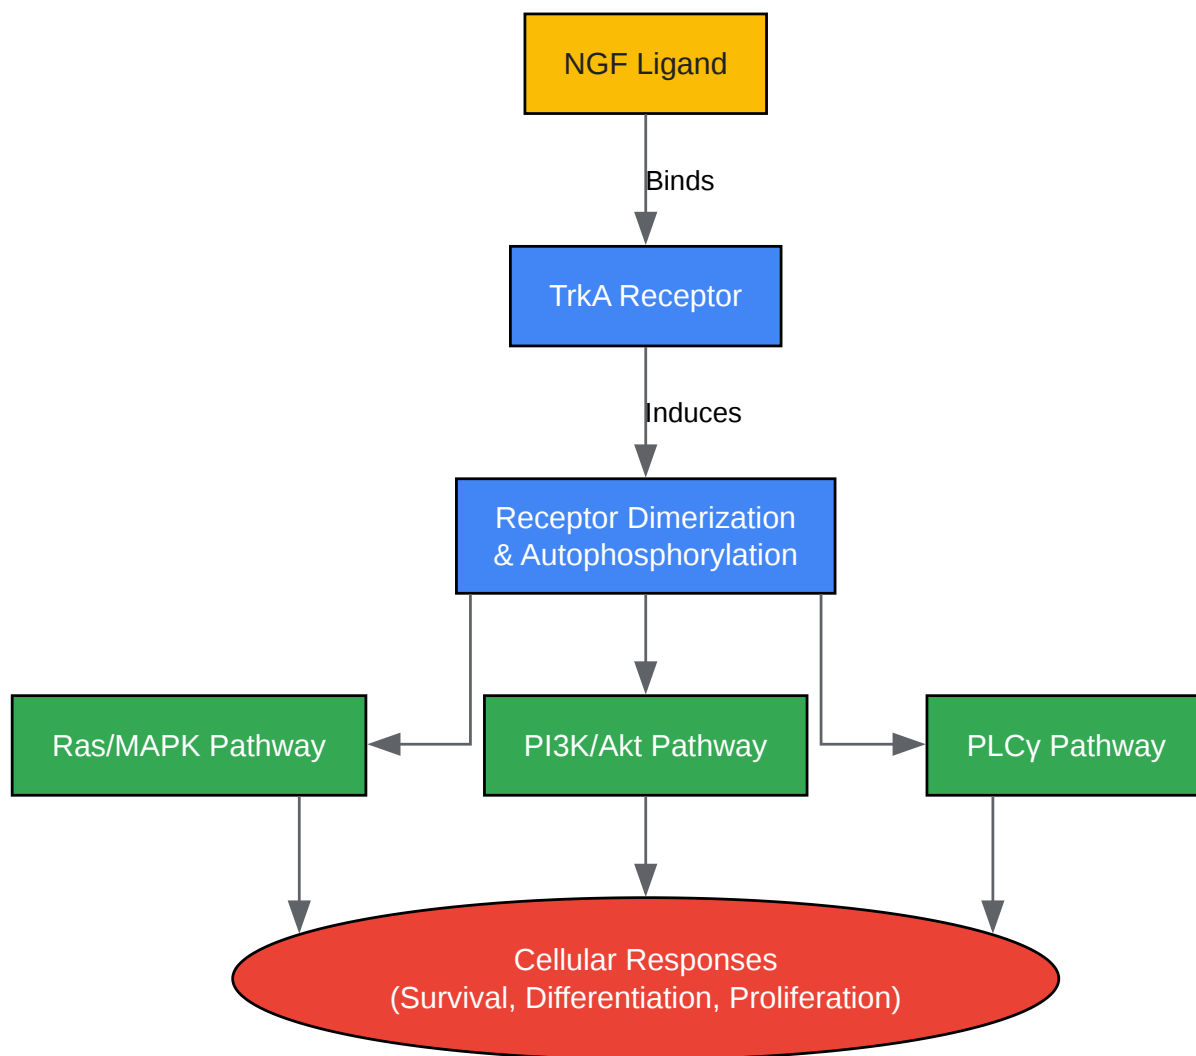 NGF Ligand
Binds
TrkA Receptor
Induces
Receptor Dimerization
& Autophosphorylation
Ras/MAPK Pathway
PI3K/Akt Pathway
PLCγ Pathway
Cellular Responses
(Survival, Differentiation, Proliferation)